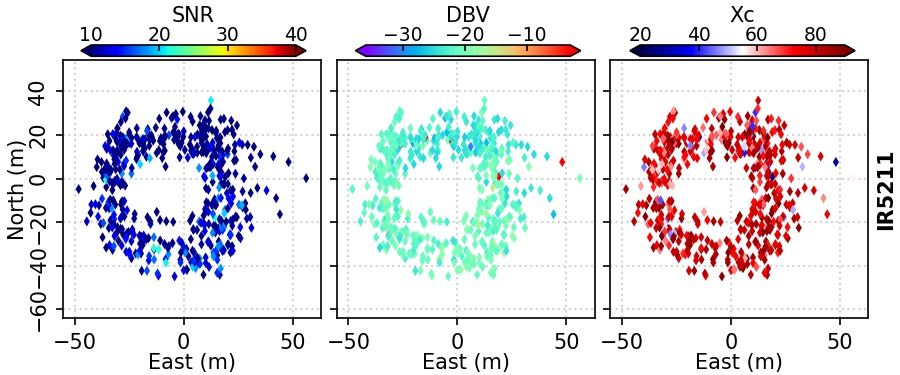 SNR DBV Xc
10 20 30 40 −30 −20 −10 20 40 60 80
North (m)
40
20
0
−20
−40
−60
−50 0 50 −50 0 50 −50 0 50
East (m) East (m) East (m)
IR5211